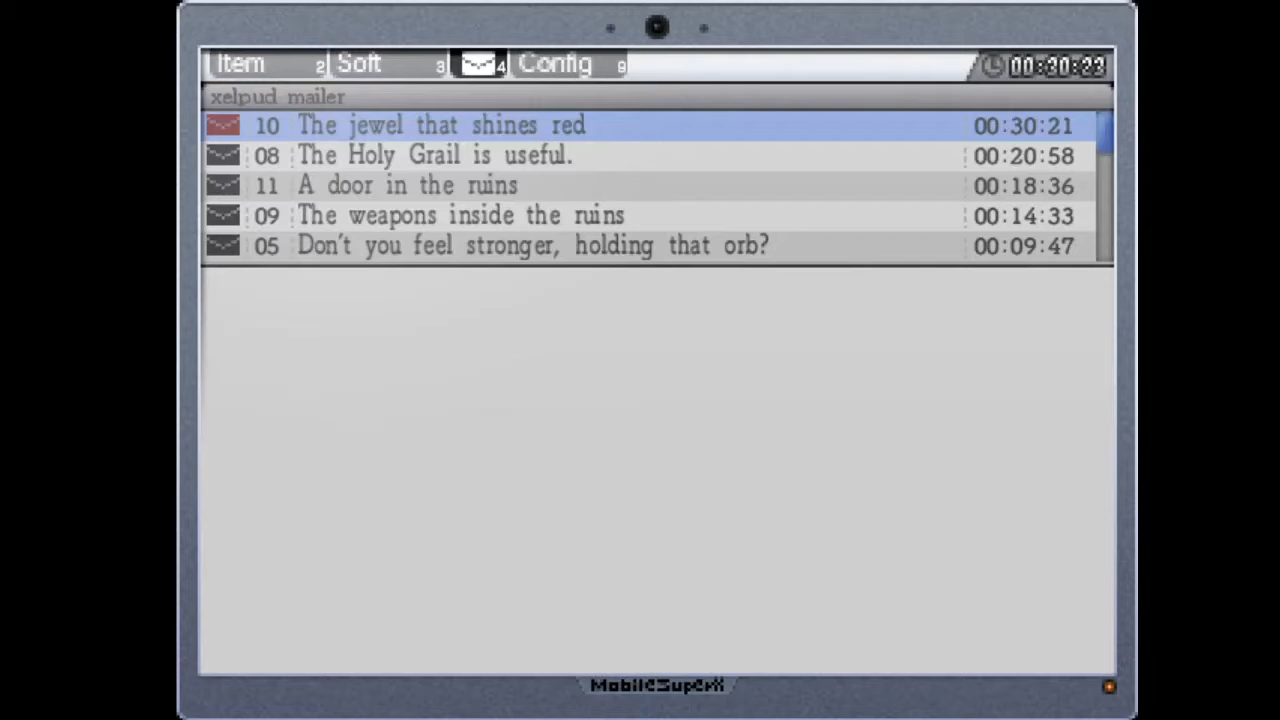 Item 2 Soft 3 4 Config 9 00:30:22
xelpud mailer
10 The jewel that shines red 00:30:21
08 The Holy Grail is useful. 00:20:58
11 A door in the ruins 00:18:36
09 The weapons inside the ruins 00:14:33
05 Don't you feel stronger, holding that orb? 00:09:47
MobileSuperX